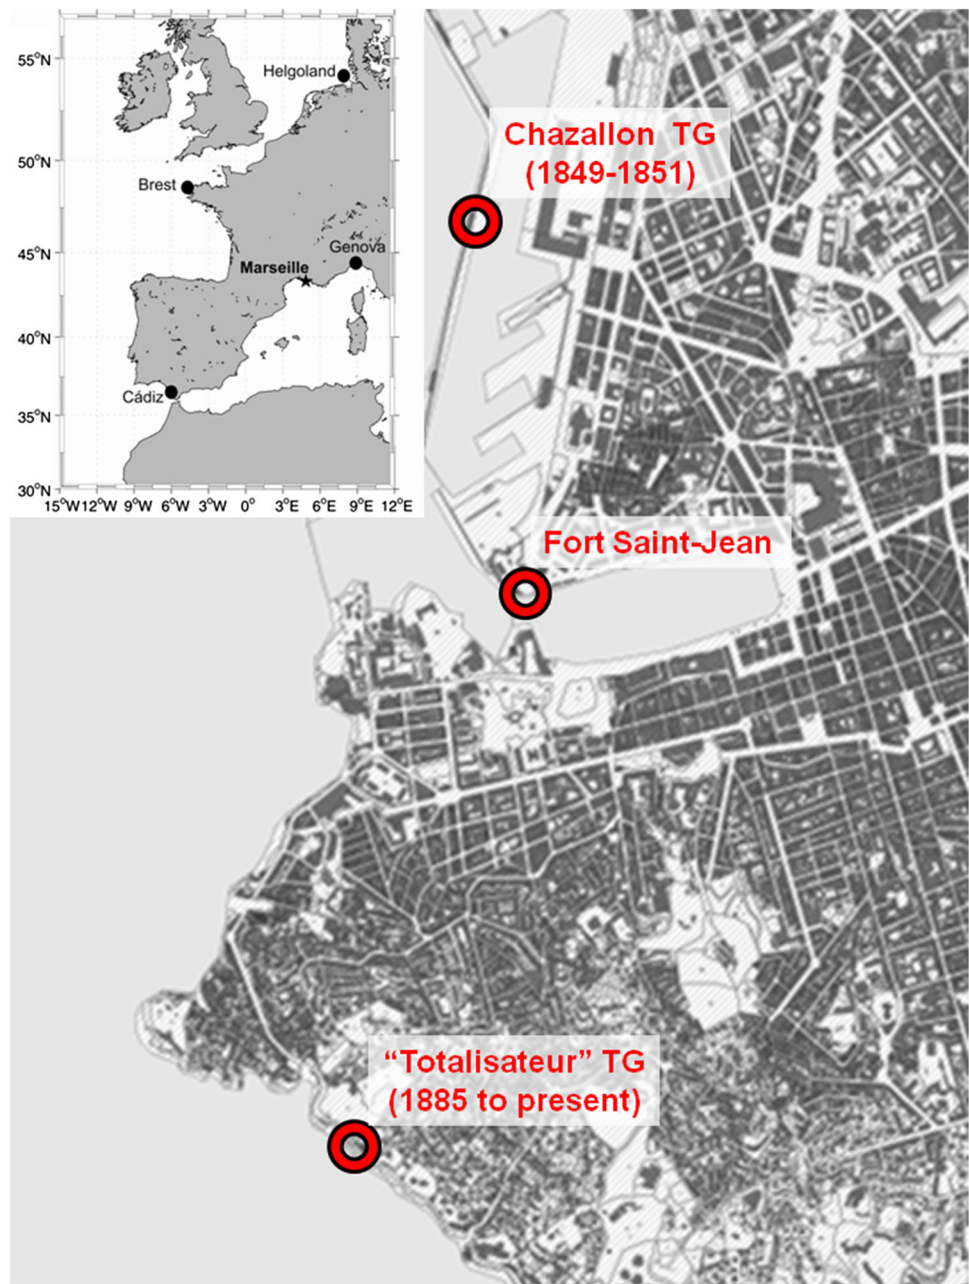 55°N
Helgoland
Chazallon TG
(1849-1851)
50°N
Brest
45°N
Genova
Marseille
40°N
Cádiz
35°N
30°N
15°W 12°W 9°W 6°W 3°W 0° 3°E 6°E 9°E 12°E
Fort Saint-Jean
“Totalisateur” TG
(1885 to present)